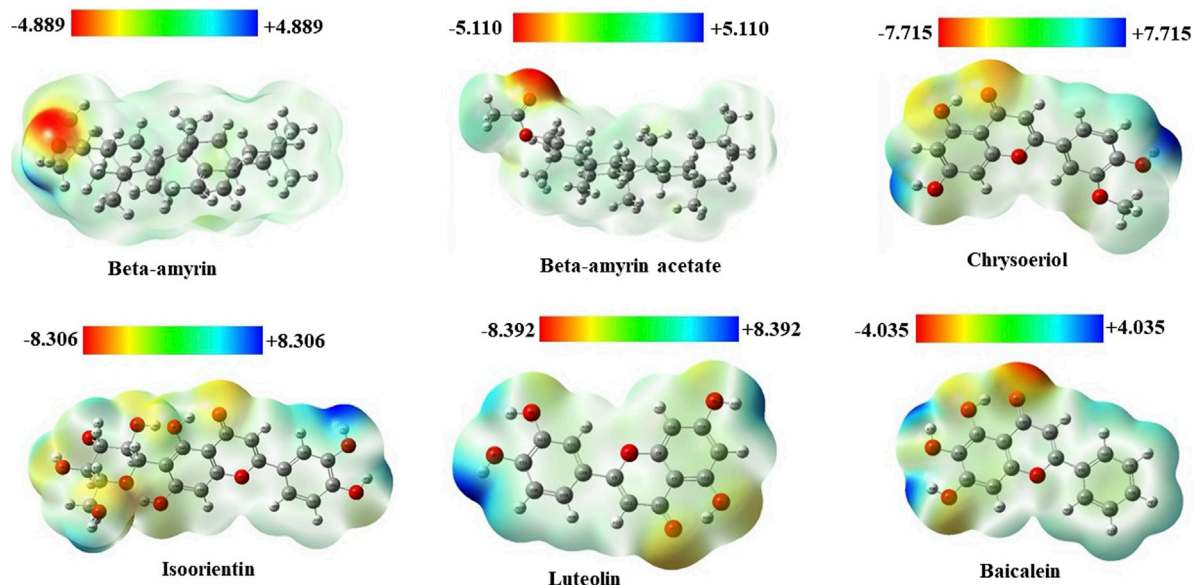 -4.889 +4.889
-5.110 +5.110
-7.715 +7.715
Beta-amyrin
Beta-amyrin acetate
Chrysoeriol
-8.306 +8.306
-8.392 +8.392
-4.035 +4.035
Isoorientin
Luteolin
Baicalein